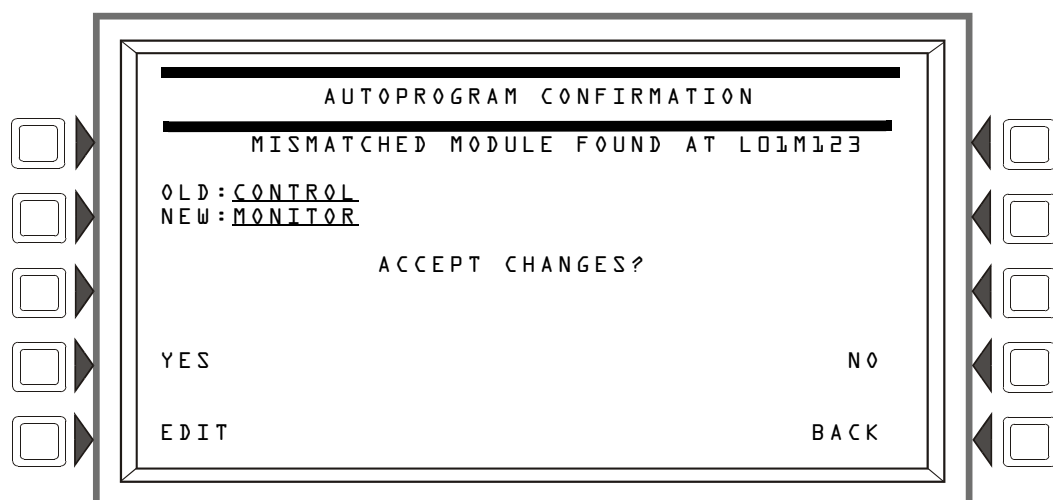 AUTOPROGRAM CONFIRMATION
MISMATCHED MODULE FOUND AT L01M123
OLD:CONTROL
NEW:MONITOR
ACCEPT CHANGES?
YES NO
EDIT BACK